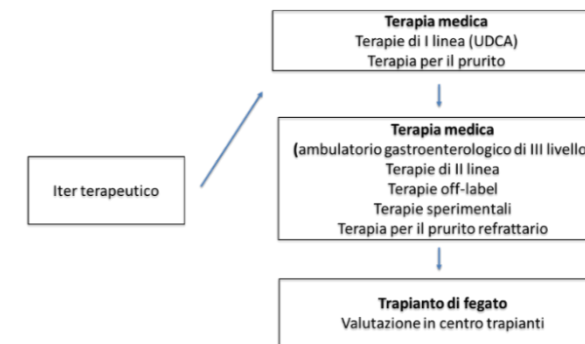 Terapia medica
Terapie di I linea (UDCA)
Terapia per il prurito
Iter terapeutico
Terapia medica
(ambulatorio gastroenterologico di III livello
Terapie di II linea
Terapie off-label
Terapie sperimentali
Terapia per il prurito refrattario
Trapianto di fegato
Valutazione in centro trapianti